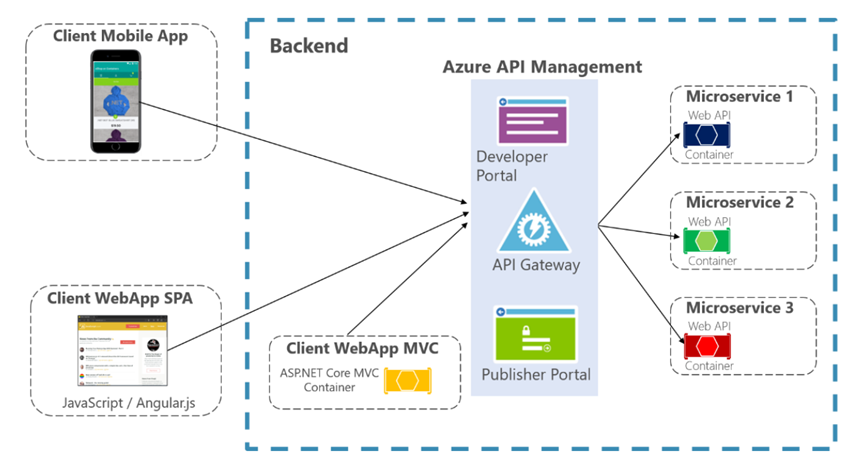 Client Mobile App
Backend
Azure API Management
Developer
Portal
API Gateway
Publisher Portal
Microservice 1
Web API
Container
Microservice 2
Web API
Container
Microservice 3
Web API
Container
Client WebApp SPA
JavaScript / Angular.js
Client WebApp MVC
ASP.NET Core MVC
Container